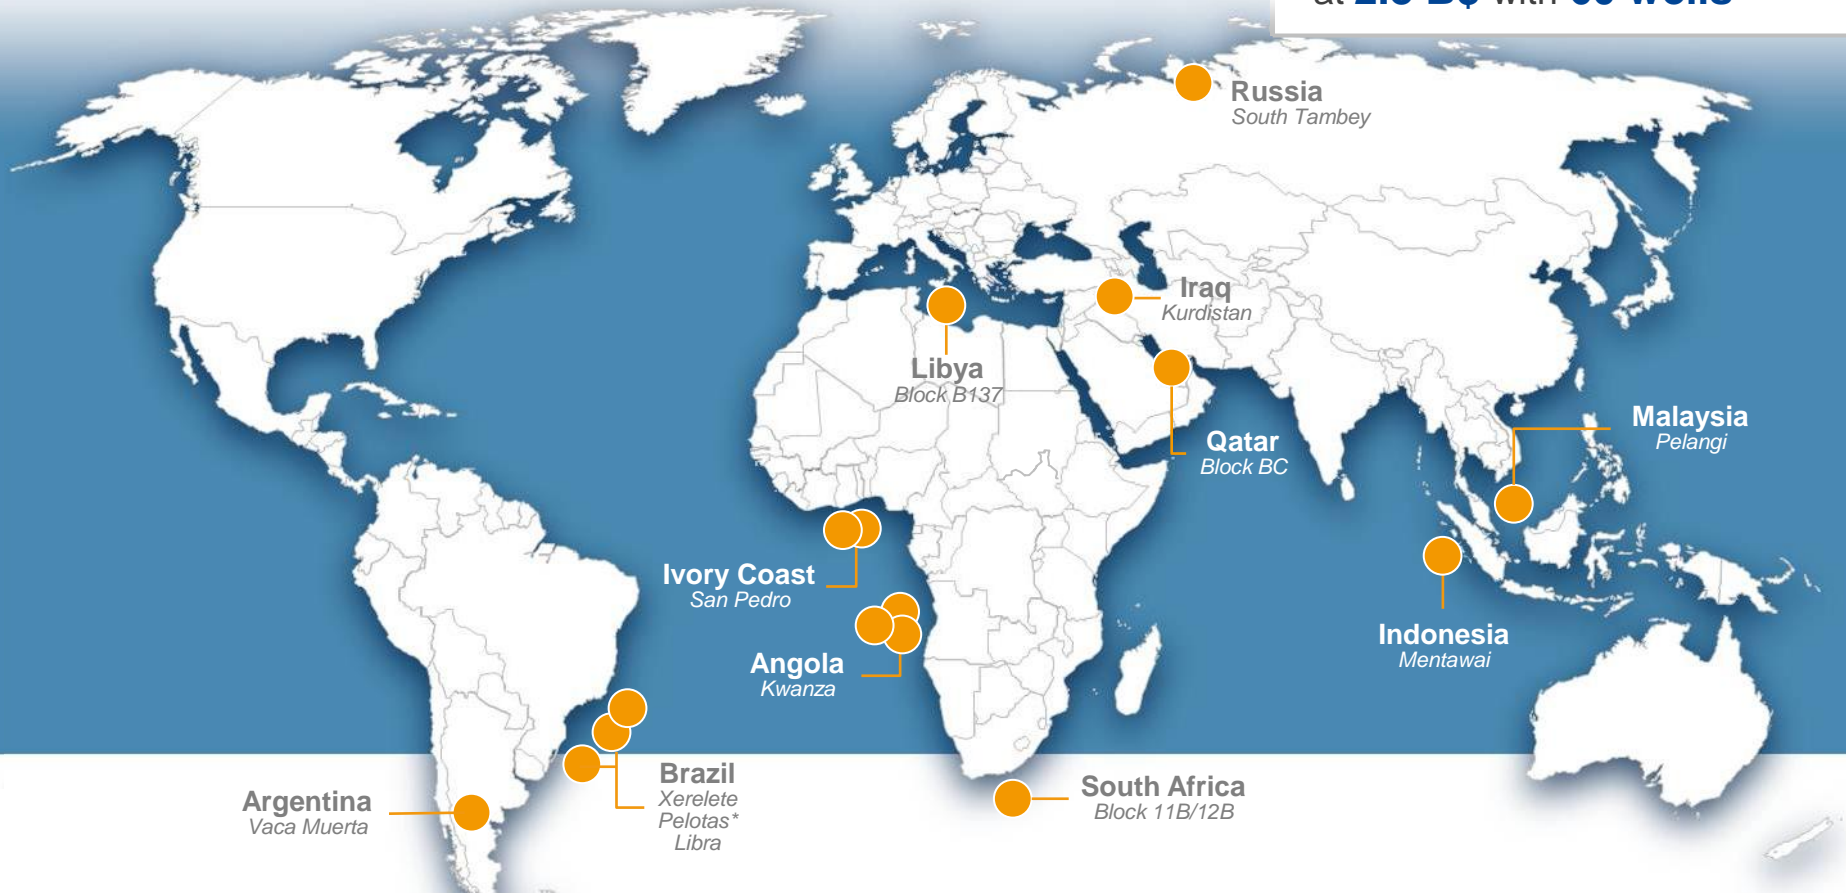 Russia
South Tambey
Iraq
Kurdistan
Libya
Block B137
Qatar
Block BC
Malaysia
Pelangi
Ivory Coast
San Pedro
Indonesia
Mentawai
Angola
Kwanza
Brazil
Xerelete
Pelotas*
Libra
South Africa
Block 11B/12B
Argentina
Vaca Muerta